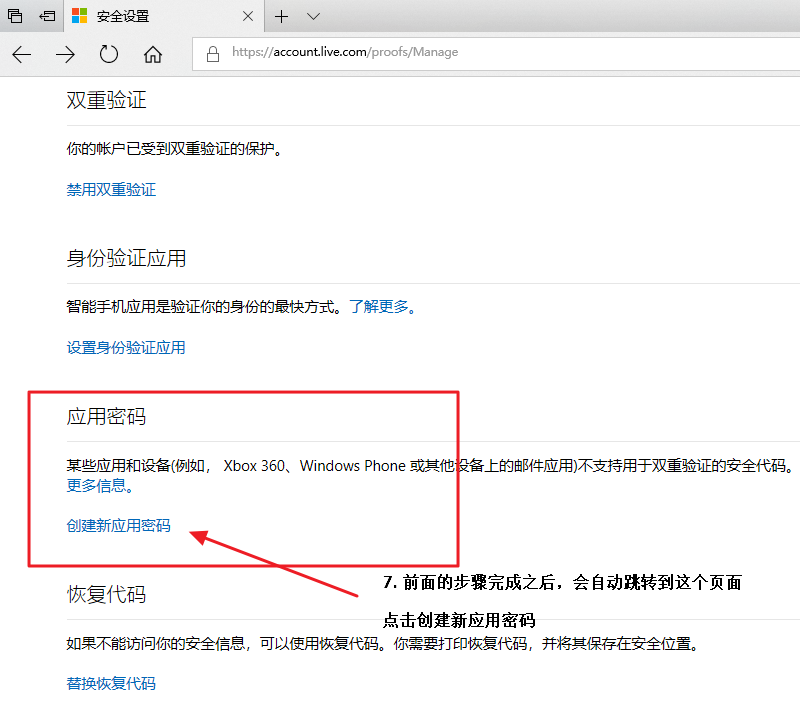 安全设置
https://account.live.com/proofs/Manage
双重验证
你的帐户已受到双重验证的保护。
禁用双重验证
身份验证应用
智能手机应用是验证你的身份的最快方式。了解更多。
设置身份验证应用
应用密码
某些应用和设备(例如， Xbox 360、Windows Phone 或其他设备上的邮件应用)不支持用于双重验证的安全代码。
更多信息。
创建新应用密码
7. 前面的步骤完成之后，会自动跳转到这个页面
点击创建新应用密码
恢复代码
如果不能访问你的安全信息，可以使用恢复代码。你需要打印恢复代码，并将其保存在安全位置。
替换恢复代码